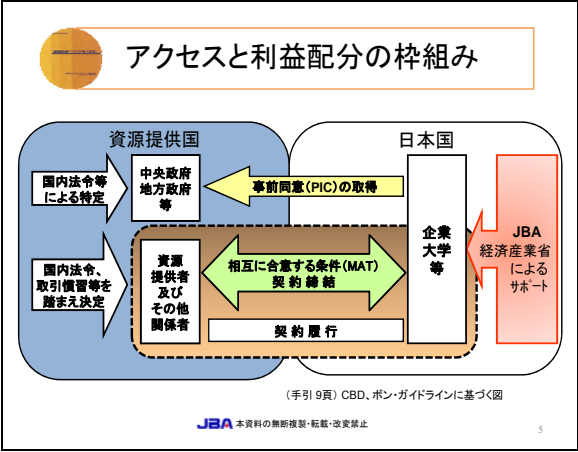 アクセスと利益配分の枠組み
資源提供国
日本国
国内法令等
による特定
中央政府
地方政府
等
事前同意(PIC)の取得
企業
大学
等
JBA
経済産業省
による
ｻﾎﾟｰﾄ
国内法令、
取引慣習等を
踏まえ決定
資源
提供者
及び
その他
関係者
相互に合意する条件(MAT)
契 約 締 結
契 約 履 行
(手引 9頁) CBD、ボン・ガイドラインに基づく図
JBA 本資料の無断複製・転載・改変禁止
5